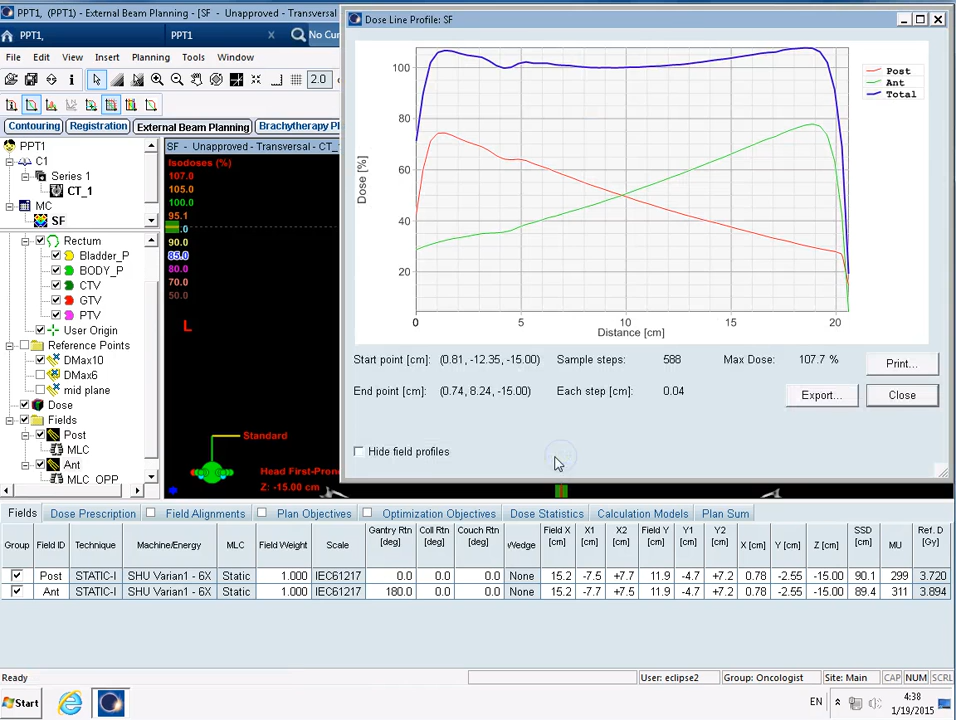 PPT1, (PPT1) - External Beam Planning - [SF - Unapproved - Transversal
PPT1,
PPT1
x
No Cur
File Edit View Insert Planning Tools Window
2.0
Contouring Registration External Beam Planning Brachytherapy Pl
PPT1
C1
Series 1
CT_1
MC
SF
Rectum
Bladder_P
BODY_P
CTV
GTV
PTV
User Origin
Reference Points
DMax10
DMax6
mid plane
Dose
Fields
Post
MLC
Ant
MLC_OPP
SF - Unapproved - Transversal - CT_1
Isodoses (%)
107.0
105.0
100.0
95.1
.0
90.0
85.0
80.0
70.0
50.0
L
Standard
Head First-Pron
Z: -15.00 cm
Dose Line Profile: SF
Dose [%]
100
80
60
40
20
0 5 10 15 20
Distance [cm]
Post
Ant
Total
Start point [cm]: (0.81, -12.35, -15.00) Sample steps: 588 Max Dose: 107.7 % Print...
End point [cm]: (0.74, 8.24, -15.00) Each step [cm]: 0.04 Export... Close
Hide field profiles
Fields Dose Prescription Field Alignments Plan Objectives Optimization Objectives Dose Statistics Calculation Models Plan Sum
Group Field ID Technique Machine/Energy MLC Field Weight Scale Gantry Rtn [deg] Coll Rtn [deg] Couch Rtn [deg] Wedge Field X [cm] X1 [cm] X2 [cm] Field Y [cm] Y1 [cm] Y2 [cm] X [cm] Y [cm] Z [cm] SSD [cm] MU Ref. D [Gy]
Post STATIC-I SHU Varian1 - 6X Static 1.000 IEC61217 0.0 0.0 0.0 None 15.2 -7.5 +7.7 11.9 -4.7 +7.2 0.78 -2.55 -15.00 90.1 299 3.720
Ant STATIC-I SHU Varian1 - 6X Static 1.000 IEC61217 180.0 0.0 0.0 None 15.2 -7.7 +7.5 11.9 -4.7 +7.2 0.78 -2.55 -15.00 89.4 311 3.894
Ready
User: eclipse2 Group: Oncologist Site: Main CAP NUM SCRL
Start
EN
4:38
1/19/2015